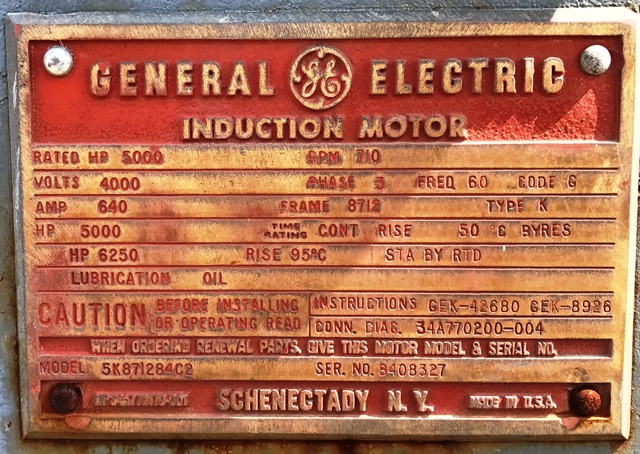 GENERAL GE ELECTRIC
INDUCTION MOTOR
RATED HP 5000 RPM 710
VOLTS 4000 PHASE 3 FREQ 60 CODE G
AMP 640 FRAME 8712 TYPE K
HP 5000 TIME RATING CONT RISE 50 °C BYRES
HP 6250 RISE 95°C STA BY RTD
LUBRICATION OIL
CAUTION BEFORE INSTALLING OR OPERATING READ
INSTRUCTIONS GEK-42680 GEK-8926
CONN. DIAG. 34A770200-004
WHEN ORDERING RENEWAL PARTS, GIVE THIS MOTOR MODEL & SERIAL NO.
MODEL 5K871284C2 SER. NO. 8408327
SCHENECTADY N. Y. MADE IN U.S.A.